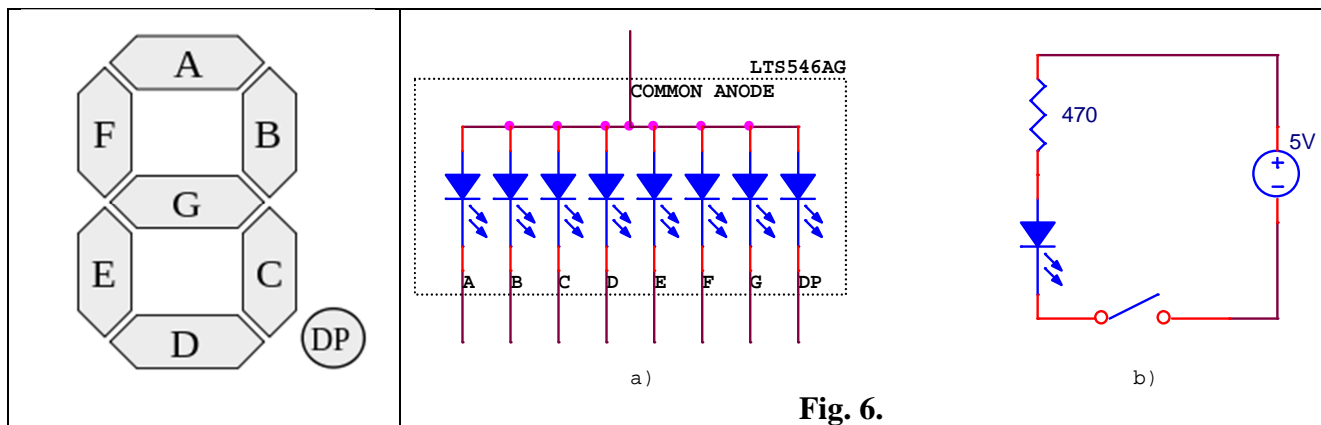 A
F
B
G
E
C
D
DP
LTS546AG
COMMON ANODE
A B C D E F G DP
a)
470
5V
+
−
b)
Fig. 6.